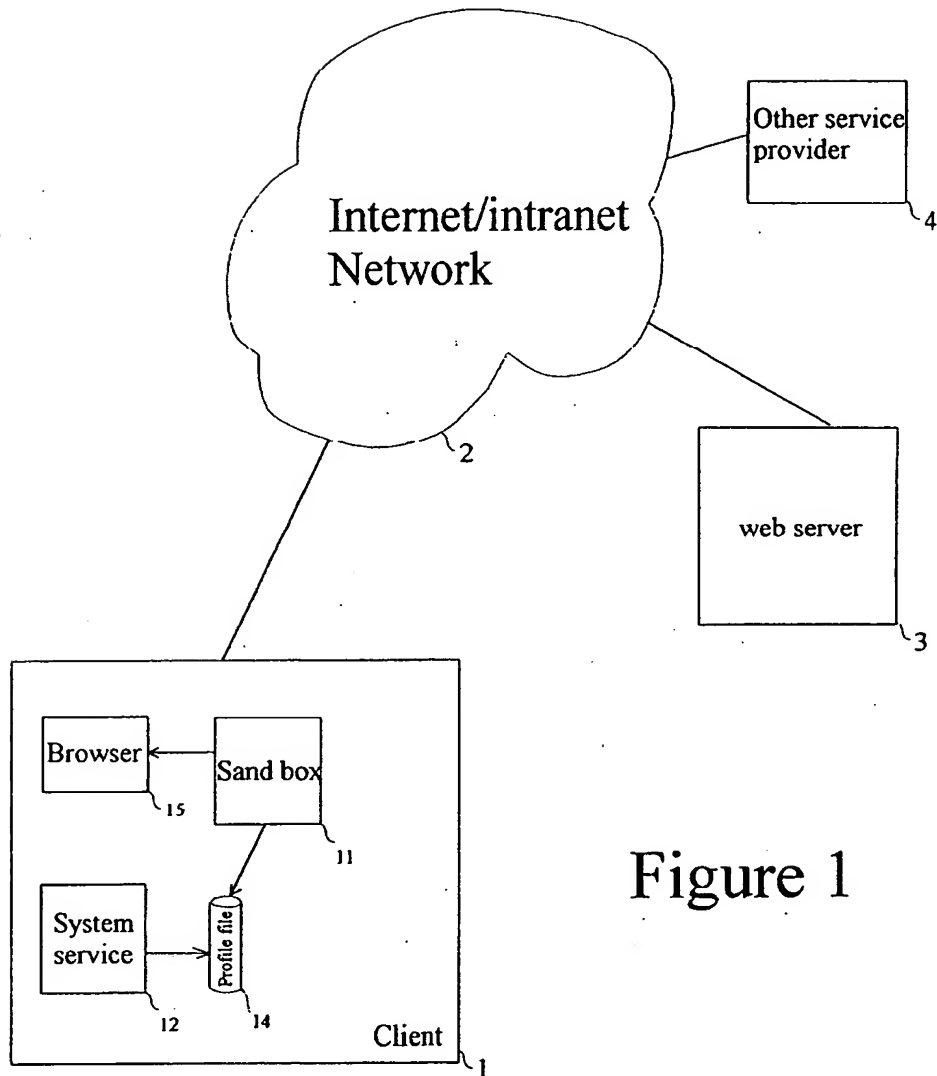 Other service
provider
4
Internet/intranet
Network
2
web server
3
Browser
15
Sand box
11
System
service
12
Profile file
14
Client
1
Figure 1